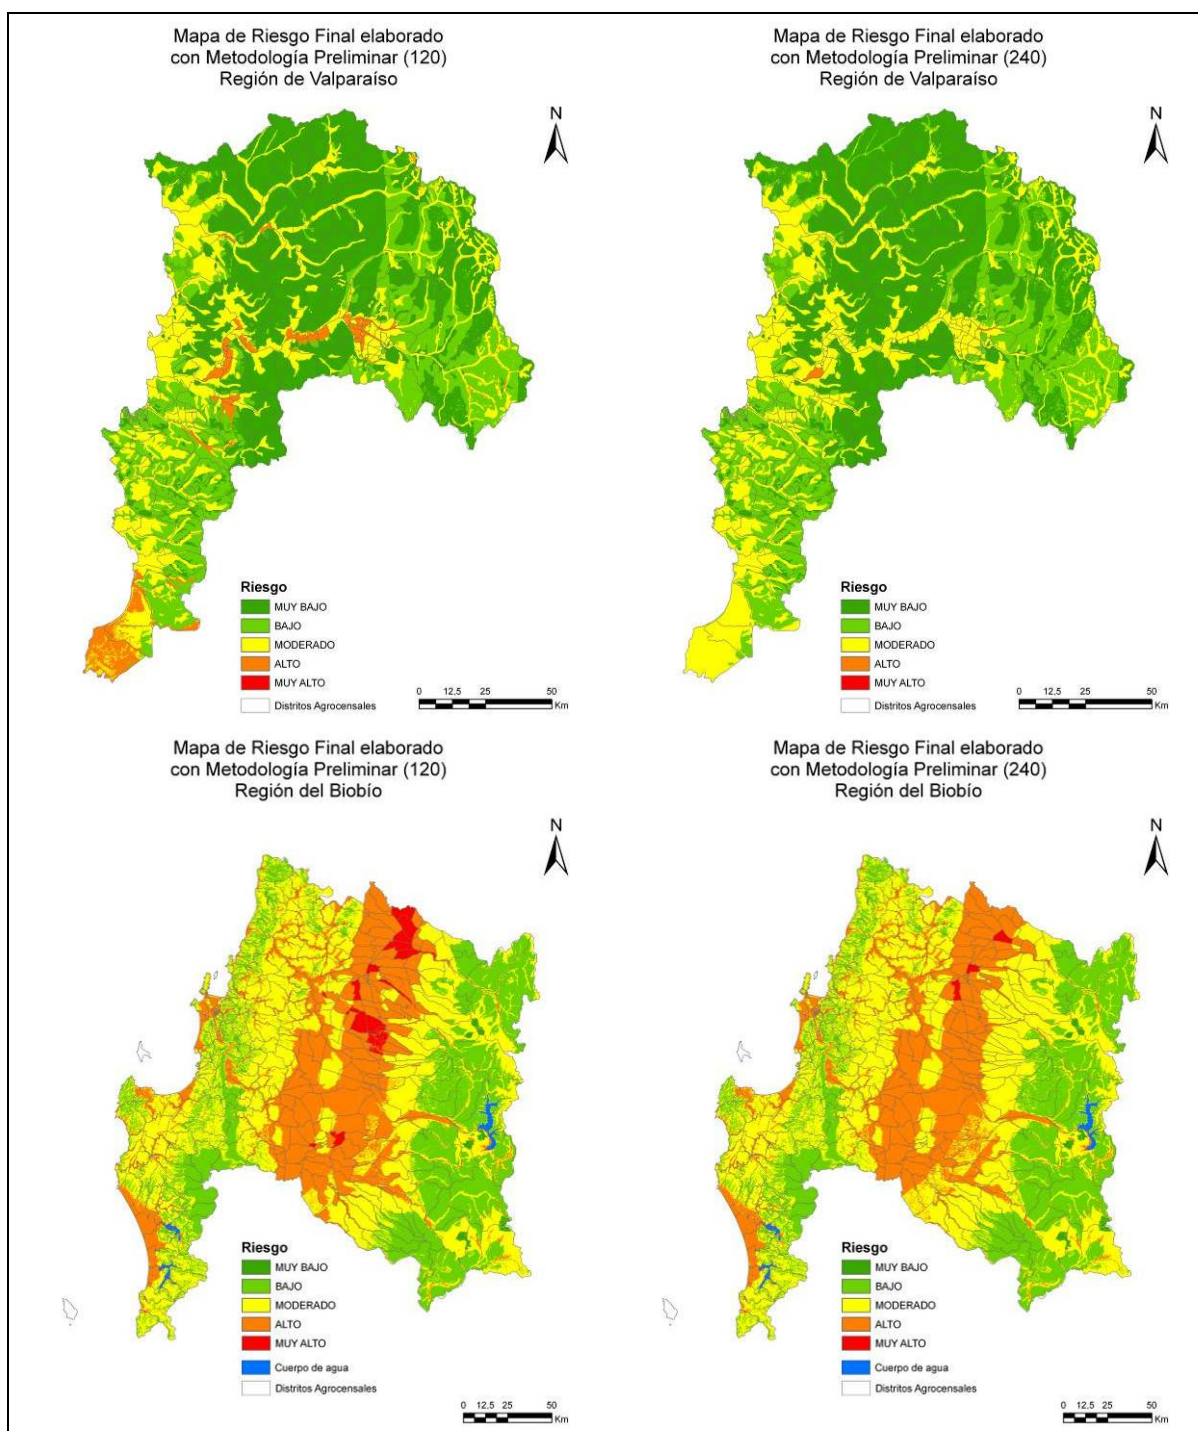 Mapa de Riesgo Final elaborado
con Metodología Preliminar (120)
Región de Valparaíso
N
Riesgo
MUY BAJO
BAJO
MODERADO
ALTO
MUY ALTO
Distritos Agrocensales
0 12,5 25 50
Km
Mapa de Riesgo Final elaborado
con Metodología Preliminar (240)
Región de Valparaíso
N
Riesgo
MUY BAJO
BAJO
MODERADO
ALTO
MUY ALTO
Distritos Agrocensales
0 12,5 25 50
Km
Mapa de Riesgo Final elaborado
con Metodología Preliminar (120)
Región del Biobío
N
Riesgo
MUY BAJO
BAJO
MODERADO
ALTO
MUY ALTO
Cuerpo de agua
Distritos Agrocensales
0 12,5 25 50
Km
Mapa de Riesgo Final elaborado
con Metodología Preliminar (240)
Región del Biobío
N
Riesgo
MUY BAJO
BAJO
MODERADO
ALTO
MUY ALTO
Cuerpo de agua
Distritos Agrocensales
0 12,5 25 50
Km